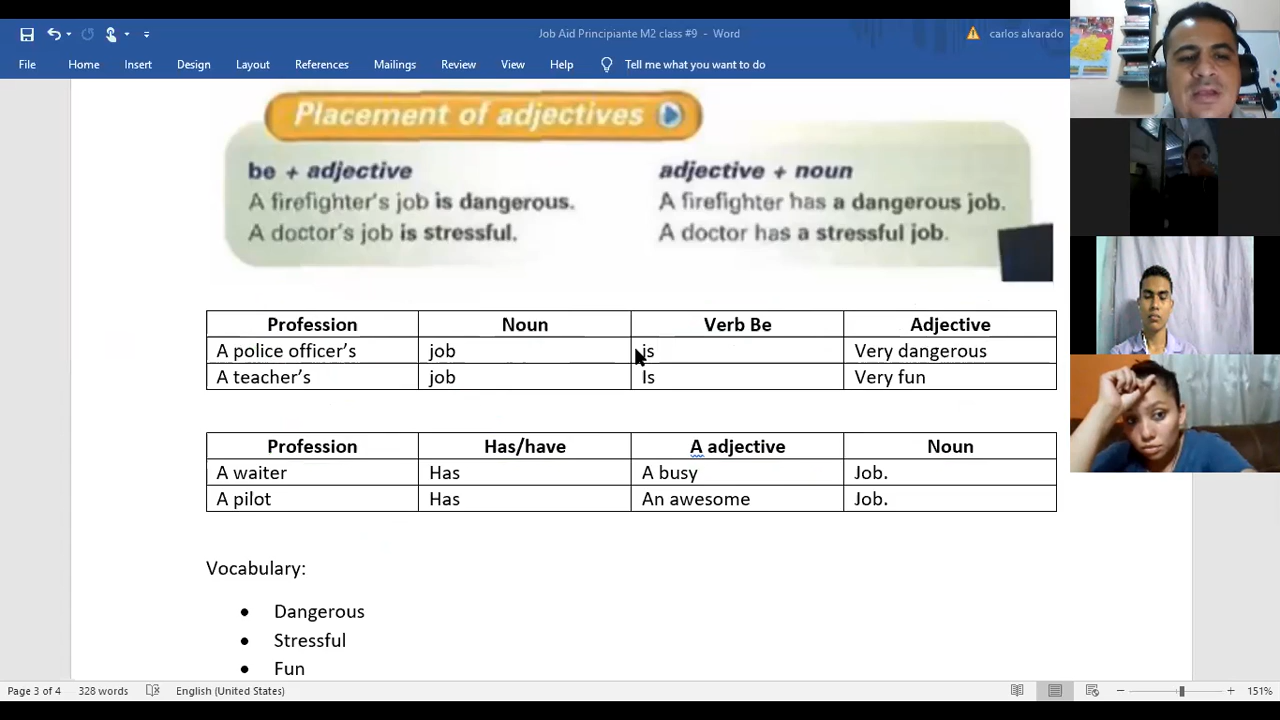 Job Aid Principiante M2 class #9 - Word
carlos alvarado
File Home Insert Design Layout References Mailings Review View Help Tell me what you want to do
Placement of adjectives
be + adjective
A firefighter's job is dangerous.
A doctor's job is stressful.
adjective + noun
A firefighter has a dangerous job.
A doctor has a stressful job.
Profession Noun Verb Be Adjective
A police officer's job is Very dangerous
A teacher's job Is Very fun
Profession Has/have A adjective Noun
A waiter Has A busy Job.
A pilot Has An awesome Job.
Vocabulary:
• Dangerous
• Stressful
• Fun
Page 3 of 4 328 words English (United States) 151%